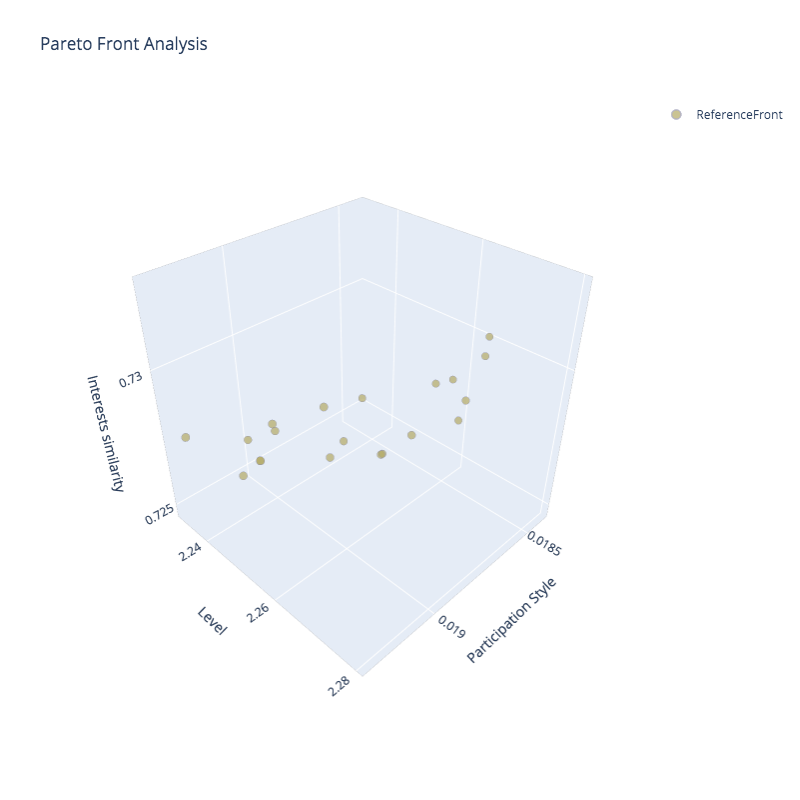 Pareto Front Analysis
ReferenceFront
Interests similarity
0.73
0.725
Level
2.24
2.26
2.28
Participation Style
0.0185
0.019